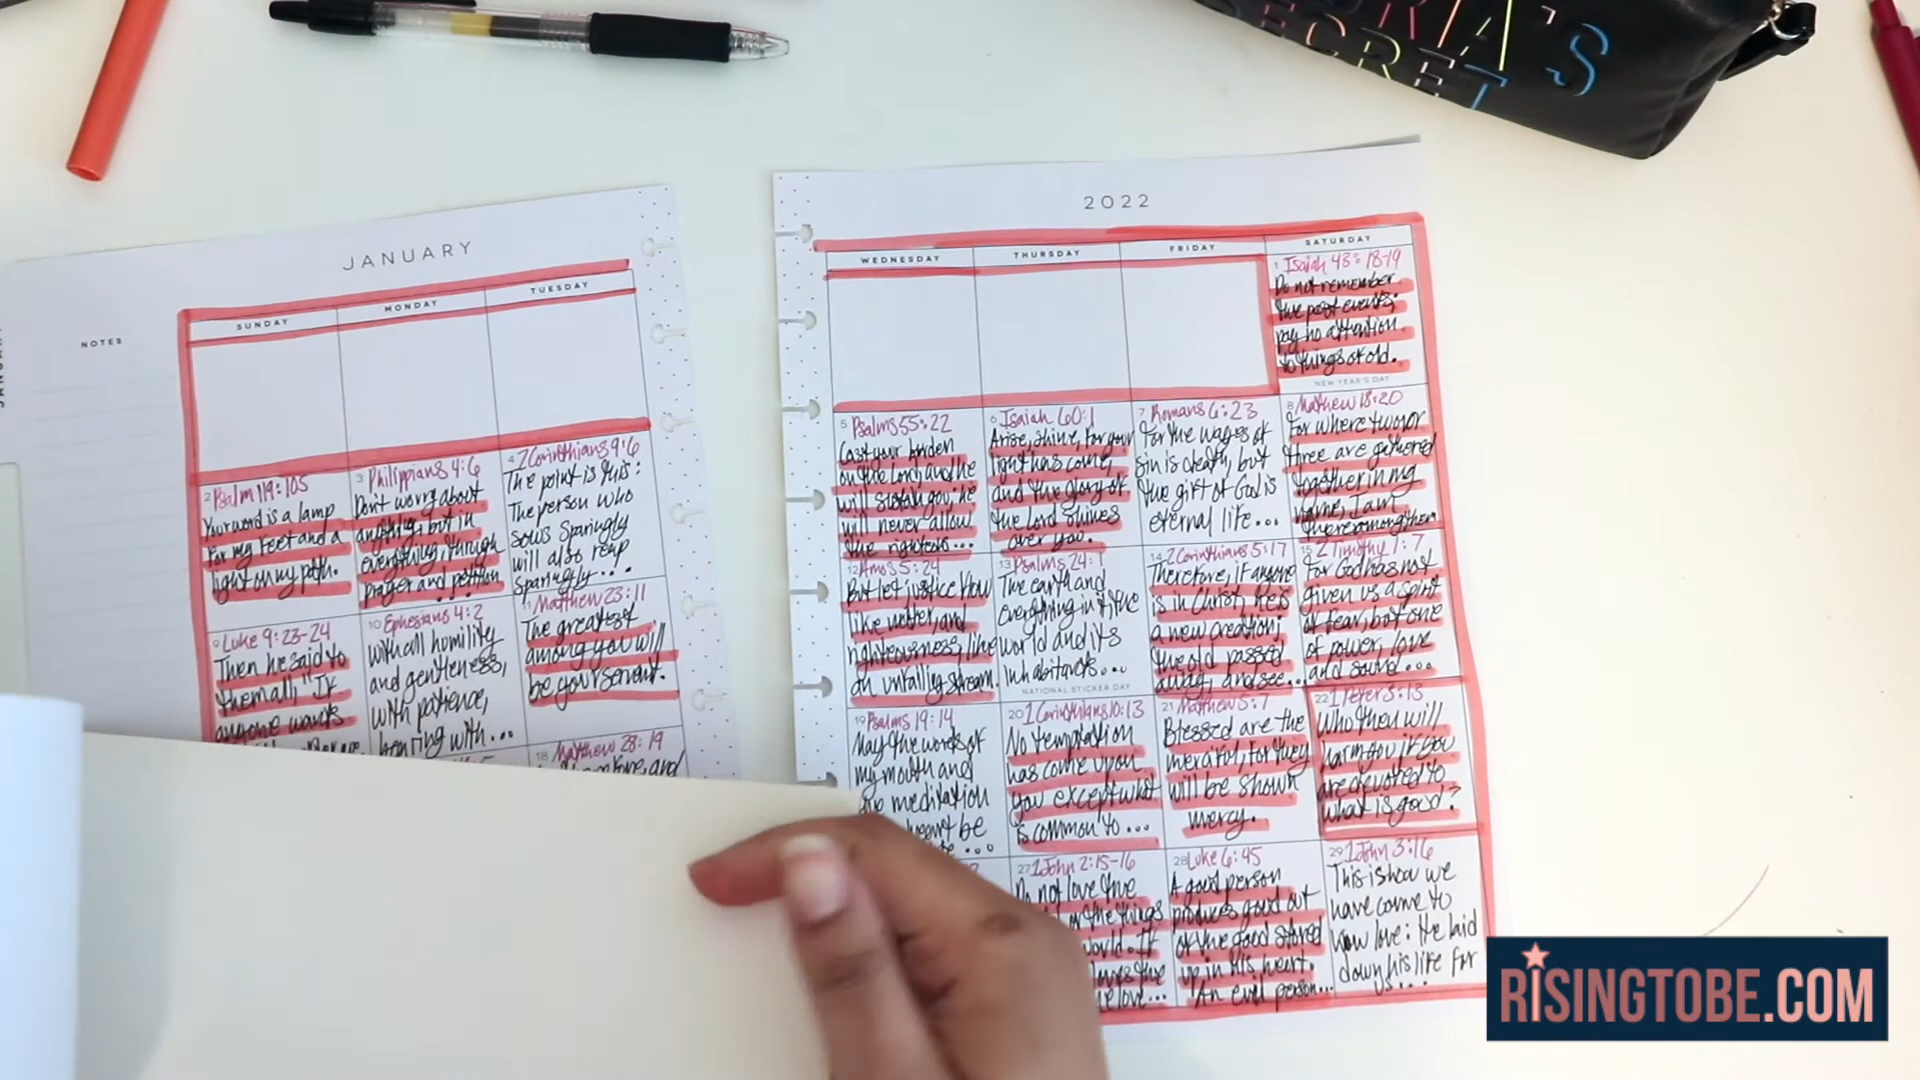 VICTORIA'S
SECRET
2022
JANUARY
WEDNESDAY
THURSDAY
FRIDAY
SATURDAY
SUNDAY
MONDAY
TUESDAY
NOTES
JANUARY
1 Isaiah 43:18-19
Do not remember
the past events;
pay no attention
to things of old.
NEW YEAR'S DAY
2 Psalm 119:105
Your word is a lamp
for my feet and a
light on my path.
3 Philippians 4:6
Don't worry about
anything, but in
everything, through
prayer and petition
...
4 2 Corinthians 9:6
The point is this:
The person who
sows sparingly
will also reap
sparingly....
5 Psalms 55:22
Cast your burden
on the Lord, and he
will sustain you; he
will never allow
the righteous...
6 Isaiah 60:1
Arise, shine, for your
light has come,
and the glory of
the Lord shines
over you.
7 Romans 6:23
For the wages of
sin is death, but
the gift of God is
eternal life...
8 Mathew 18:20
For where two or
three are gathered
together in my
name, I am
there among them.
9 Luke 9:23-24
Then he said to
them all, "If
anyone wants
10 Ephesians 4:2
with all humility
and gentleness,
with patience,
bearing with...
11 Matthew 23:11
The greatest
among you will
be your servant.
12 Amos 5:24
But let justice flow
like water, and
righteousness, like
an unfailing stream.
13 Psalms 24:1
The earth and
everything in it, the
world and its
inhabitants...
NATIONAL STICKER DAY
14 2 Corinthians 5:17
Therefore, if anyone
is in Christ, he is
a new creation;
the old passed
away, and see...
15 2 Timothy 1:7
For God has not
given us a spirit
of fear, but one
of power, love
and sound...
18 Matthew 28:19
and
19 Psalms 19:14
May the words of
my mouth and
meditation
heart be
...
20 1 Corinthians 10:13
No temptation
has come upon
you except what
is common to...
21 Matthew 5:7
Blessed are the
merciful, for they
will be shown
mercy.
22 1 Peter 3:13
Who then will
harm you if you
are devoted to
what is good?
27 1 John 2:15-16
Do not love the
or the things
world. If
loves the
love...
28 Luke 6:45
A good person
produces good out
of the good stored
up in his heart.
An evil person...
29 1 John 3:16
This is how we
have come to
know love: He laid
down his life for
us...
RISINGTOBE.COM